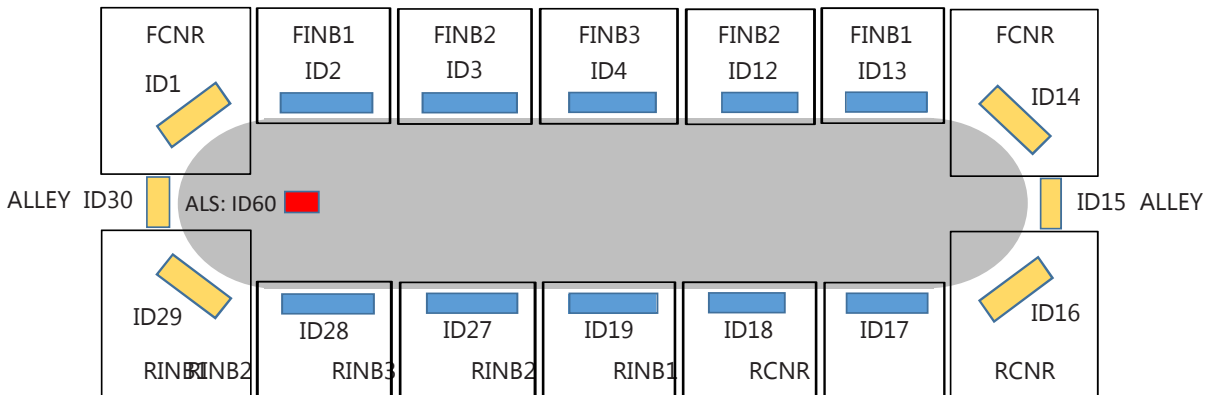 FCNR FINB1 FINB2 FINB3 FINB2 FINB1 FCNR
ID1 ID2 ID3 ID4 ID12 ID13 ID14
ALLEY ID30 ALS: ID60 ID15 ALLEY
ID29 ID28 ID27 ID19 ID18 ID17 ID16
RINB1 RINB2 RINB3 RINB2 RINB1 RCNR RCNR